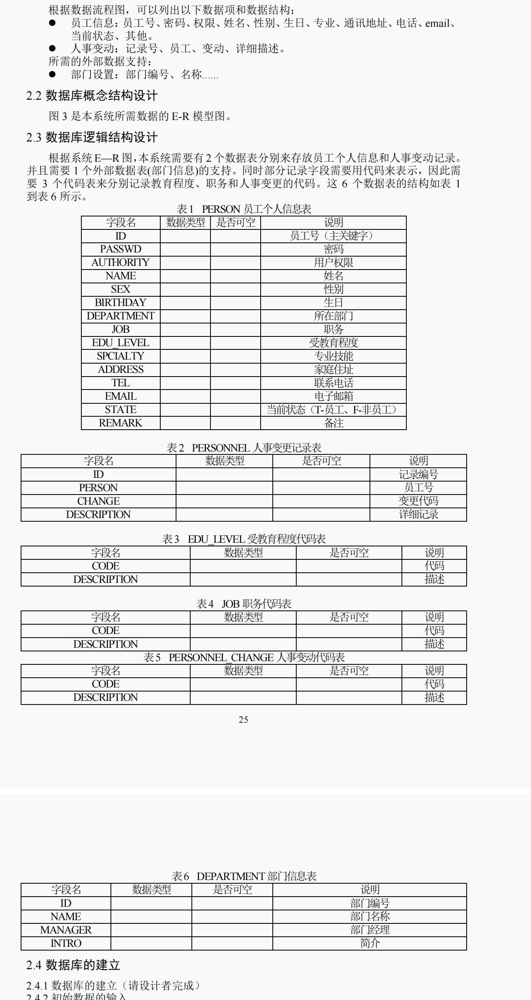 根据数据流程图，可以列出以下数据项和数据结构：
● 员工信息：员工号、密码、权限、姓名、性别、生日、专业、通讯地址、电话、email、
当前状态、其他。
● 人事变动：记录号、员工、变动、详细描述。
所需的外部数据支持：
● 部门设置：部门编号、名称……
2.2 数据库概念结构设计
图 3 是本系统所需数据的 E-R 模型图。
2.3 数据库逻辑结构设计
根据系统 E—R 图，本系统需要有 2 个数据表分别来存放员工个人信息和人事变动记录。
并且需要 1 个外部数据表(部门信息)的支持。同时部分记录字段需要用代码来表示，因此需
要 3 个代码表来分别记录教育程度、职务和人事变更的代码。这 6 个数据表的结构如表 1
到表 6 所示。
表 1 PERSON 员工个人信息表
字段名 数据类型 是否可空 说明
ID 员工号（主关键字）
PASSWD 密码
AUTHORITY 用户权限
NAME 姓名
SEX 性别
BIRTHDAY 生日
DEPARTMENT 所在部门
JOB 职务
EDU_LEVEL 受教育程度
SPCIALTY 专业技能
ADDRESS 家庭住址
TEL 联系电话
EMAIL 电子邮箱
STATE 当前状态（T-员工、F-非员工）
REMARK 备注
表 2 PERSONNEL 人事变更记录表
字段名 数据类型 是否可空 说明
ID 记录编号
PERSON 员工号
CHANGE 变更代码
DESCRIPTION 详细记录
表 3 EDU_LEVEL 受教育程度代码表
字段名 数据类型 是否可空 说明
CODE 代码
DESCRIPTION 描述
表 4 JOB 职务代码表
字段名 数据类型 是否可空 说明
CODE 代码
DESCRIPTION 描述
表 5 PERSONNEL_CHANGE 人事变动代码表
字段名 数据类型 是否可空 说明
CODE 代码
DESCRIPTION 描述
25
表 6 DEPARTMENT 部门信息表
字段名 数据类型 是否可空 说明
ID 部门编号
NAME 部门名称
MANAGER 部门经理
INTRO 简介
2.4 数据库的建立
2.4.1 数据库的建立（请设计者完成）
2.4.2 初始数据的输入